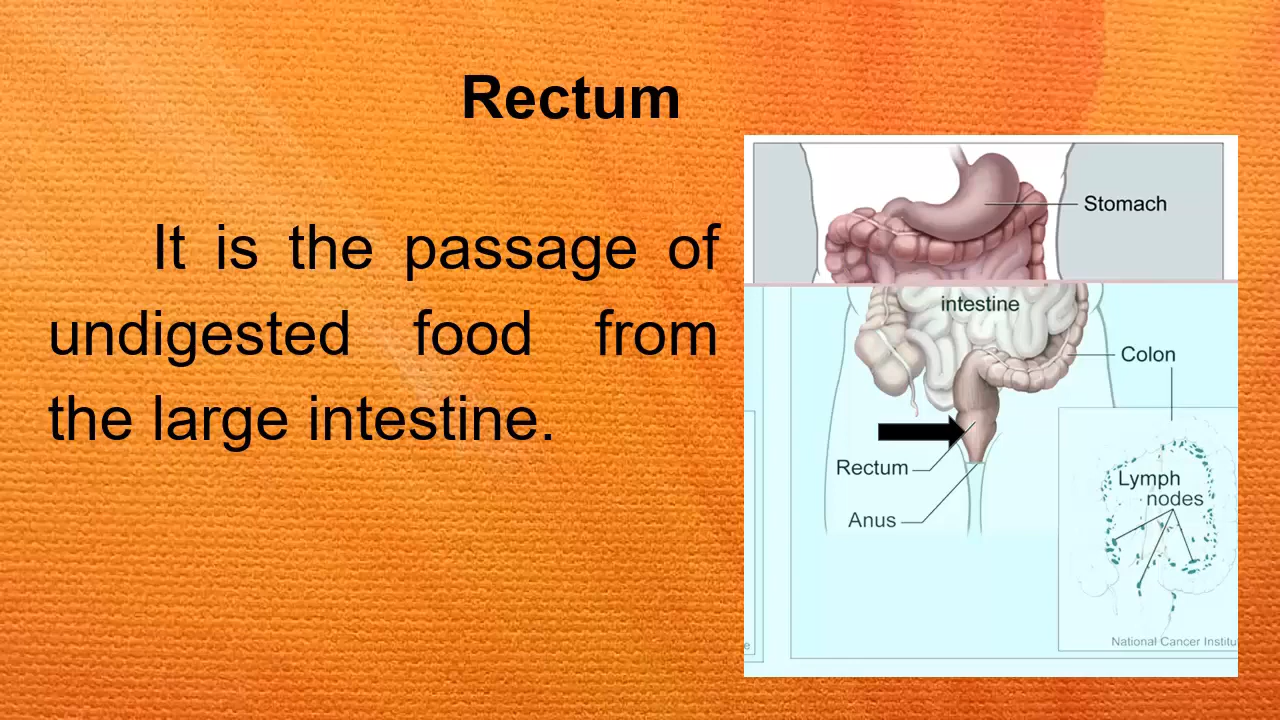 Rectum
It is the passage of
undigested food from
the large intestine.
Stomach
intestine
Colon
Rectum
Lymph
nodes
Anus
National Cancer Institu
e